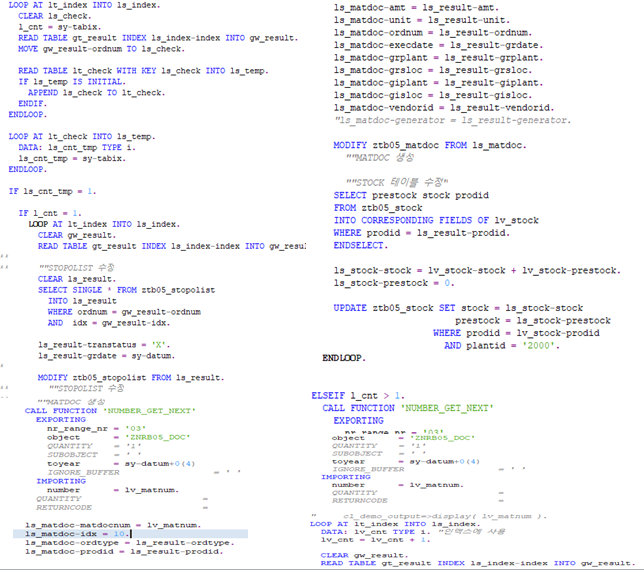 LOOP AT lt_index INTO ls_index.
CLEAR ls_check.
l_cnt = sy-tabix.
READ TABLE gt_result INDEX ls_index-index INTO gw_result.
MOVE gw_result-ordnum TO ls_check.
READ TABLE lt_check WITH KEY ls_check INTO ls_temp.
IF ls_temp IS INITIAL.
APPEND ls_check TO lt_check.
ENDIF.
ENDLOOP.
LOOP AT lt_check INTO ls_temp.
DATA: ls_cnt_tmp TYPE i.
ls_cnt_tmp = sy-tabix.
ENDLOOP.
IF ls_cnt_tmp = 1.
IF l_cnt = 1.
LOOP AT lt_index INTO ls_index.
CLEAR gw_result.
READ TABLE gt_result INDEX ls_index-index INTO gw_resul
""STOPOLIST 수정
CLEAR ls_result.
SELECT SINGLE * FROM ztb05_stopolist
INTO ls_result
WHERE ordnum = gw_result-ordnum
AND idx = gw_result-idx.
ls_result-transtatus = 'X'.
ls_result-grdate = sy-datum.
MODIFY ztb05_stopolist FROM ls_result.
""STOPOLIST 수정
""MATDOC 생성
CALL FUNCTION 'NUMBER_GET_NEXT'
EXPORTING
nr_range_nr = '03'
object = 'ZNRB05_DOC'
QUANTITY = '1'
SUBOBJECT = ' '
toyear = sy-datum+0(4)
IGNORE_BUFFER = ' '
IMPORTING
number = lv_matnum.
QUANTITY =
RETURNCODE =
ls_matdoc-matdocnum = lv_matnum.
ls_matdoc-idx = 10.
ls_matdoc-ordtype = ls_result-ordtype.
ls_matdoc-prodid = ls_result-prodid.
ls_matdoc-amt = ls_result-amt.
ls_matdoc-unit = ls_result-unit.
ls_matdoc-ordnum = ls_result-ordnum.
ls_matdoc-execdate = ls_result-grdate.
ls_matdoc-grplant = ls_result-grplant.
ls_matdoc-grsloc = ls_result-grsloc.
ls_matdoc-giplant = ls_result-giplant.
ls_matdoc-gisloc = ls_result-gisloc.
ls_matdoc-vendorid = ls_result-vendorid.
"ls_matdoc-generator = ls_result-generator.
MODIFY ztb05_matdoc FROM ls_matdoc.
""MATDOC 생성
""STOCK 테이블 수정"
SELECT prestock stock prodid
FROM ztb05_stock
INTO CORRESPONDING FIELDS OF lv_stock
WHERE prodid = ls_result-prodid.
ENDSELECT.
ls_stock-stock = lv_stock-stock + lv_stock-prestock.
ls_stock-prestock = 0.
UPDATE ztb05_stock SET stock = ls_stock-stock
prestock = ls_stock-prestock
WHERE prodid = lv_stock-prodid
AND plantid = '2000'.
ENDLOOP.
ELSEIF l_cnt > 1.
CALL FUNCTION 'NUMBER_GET_NEXT'
EXPORTING
nr_range_nr = '03'
object = 'ZNRB05_DOC'
QUANTITY = '1'
SUBOBJECT = ' '
toyear = sy-datum+0(4)
IGNORE_BUFFER = ' '
IMPORTING
number = lv_matnum.
QUANTITY =
RETURNCODE =
" cl_demo_output=>display( lv_matnum ).
LOOP AT lt_index INTO ls_index.
DATA: lv_cnt TYPE i. "인덱스에 사용
lv_cnt = lv_cnt + 1.
CLEAR gw_result.
READ TABLE gt_result INDEX ls_index-index INTO gw_result.